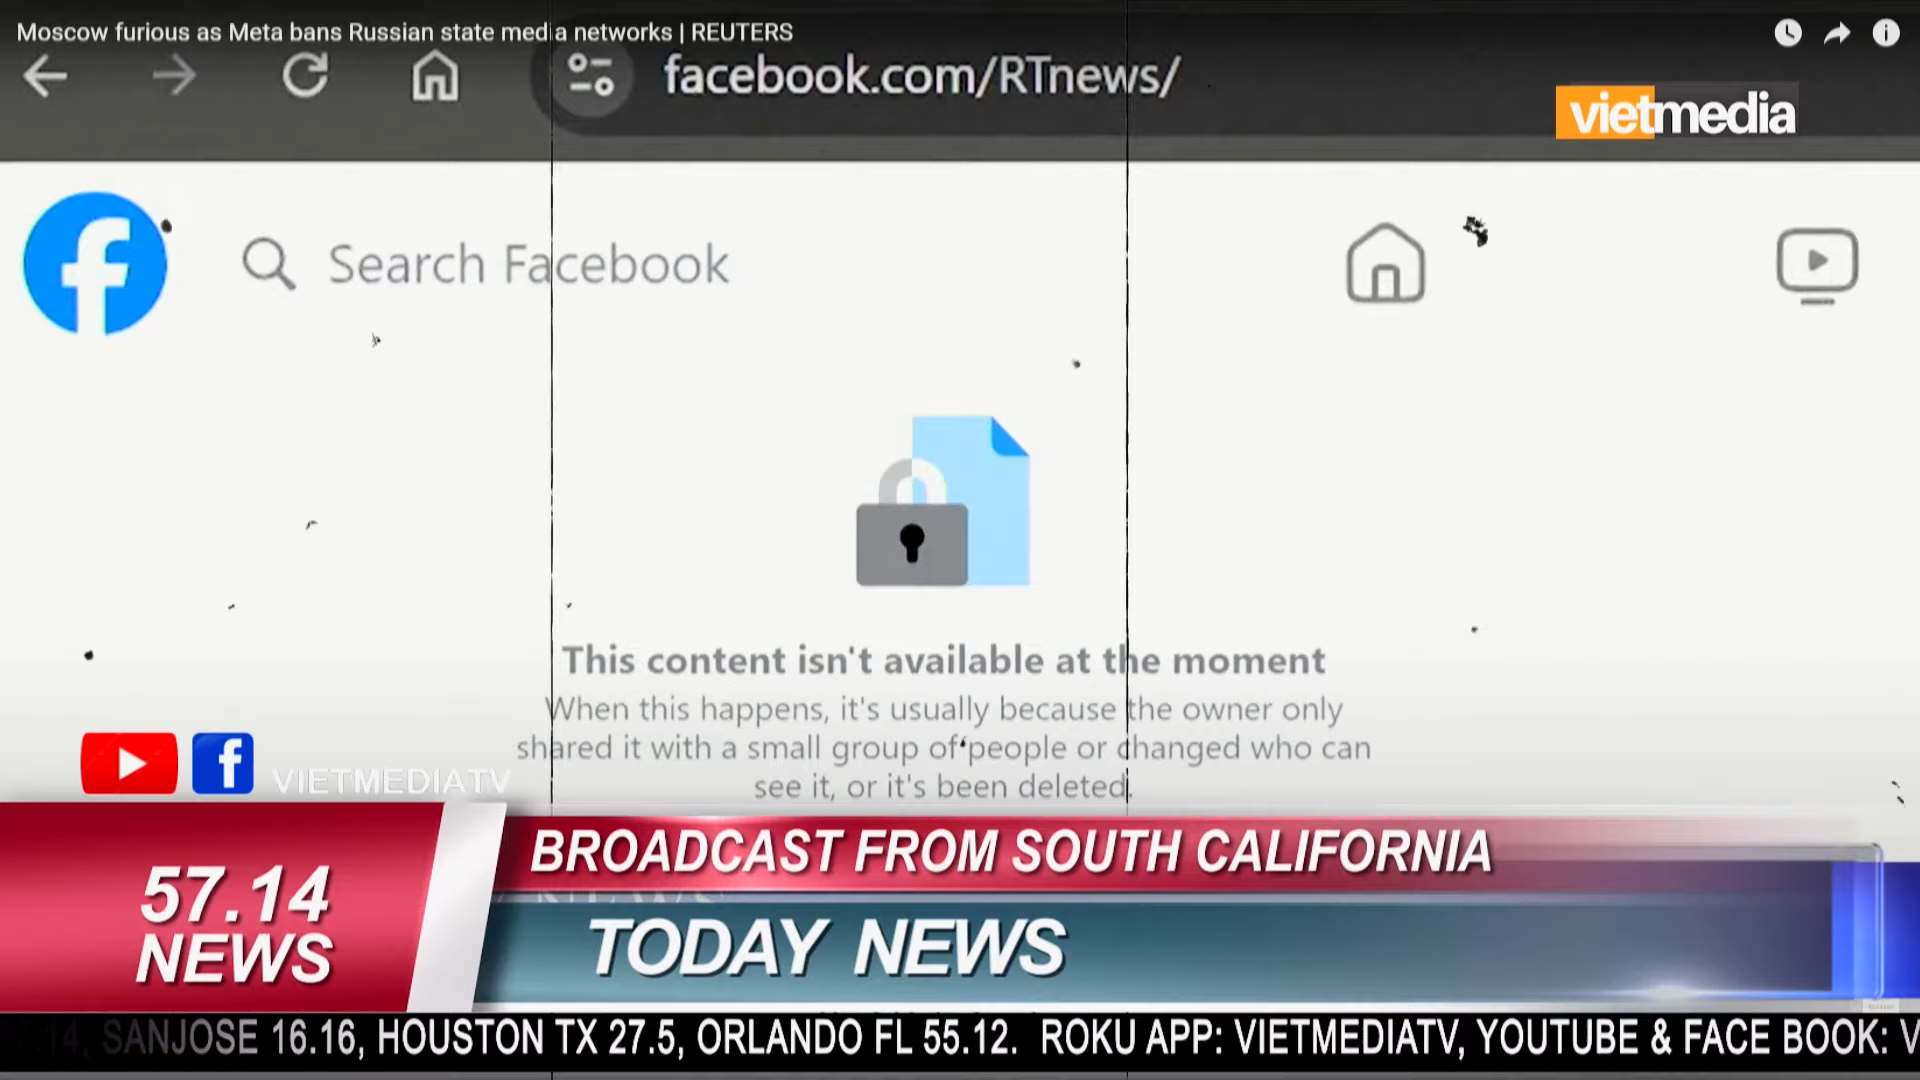 Moscow furious as Meta bans Russian state media networks | REUTERS
facebook.com/RTnews/
vietmedia
Search Facebook
This content isn't available at the moment
When this happens, it's usually because the owner only
shared it with a small group of people or changed who can
see it, or it's been deleted.
VIETMEDIATV
BROADCAST FROM SOUTH CALIFORNIA
57.14
NEWS
TODAY NEWS
.14, SANJOSE 16.16, HOUSTON TX 27.5, ORLANDO FL 55.12. ROKU APP: VIETMEDIATV, YOUTUBE & FACE BOOK: V